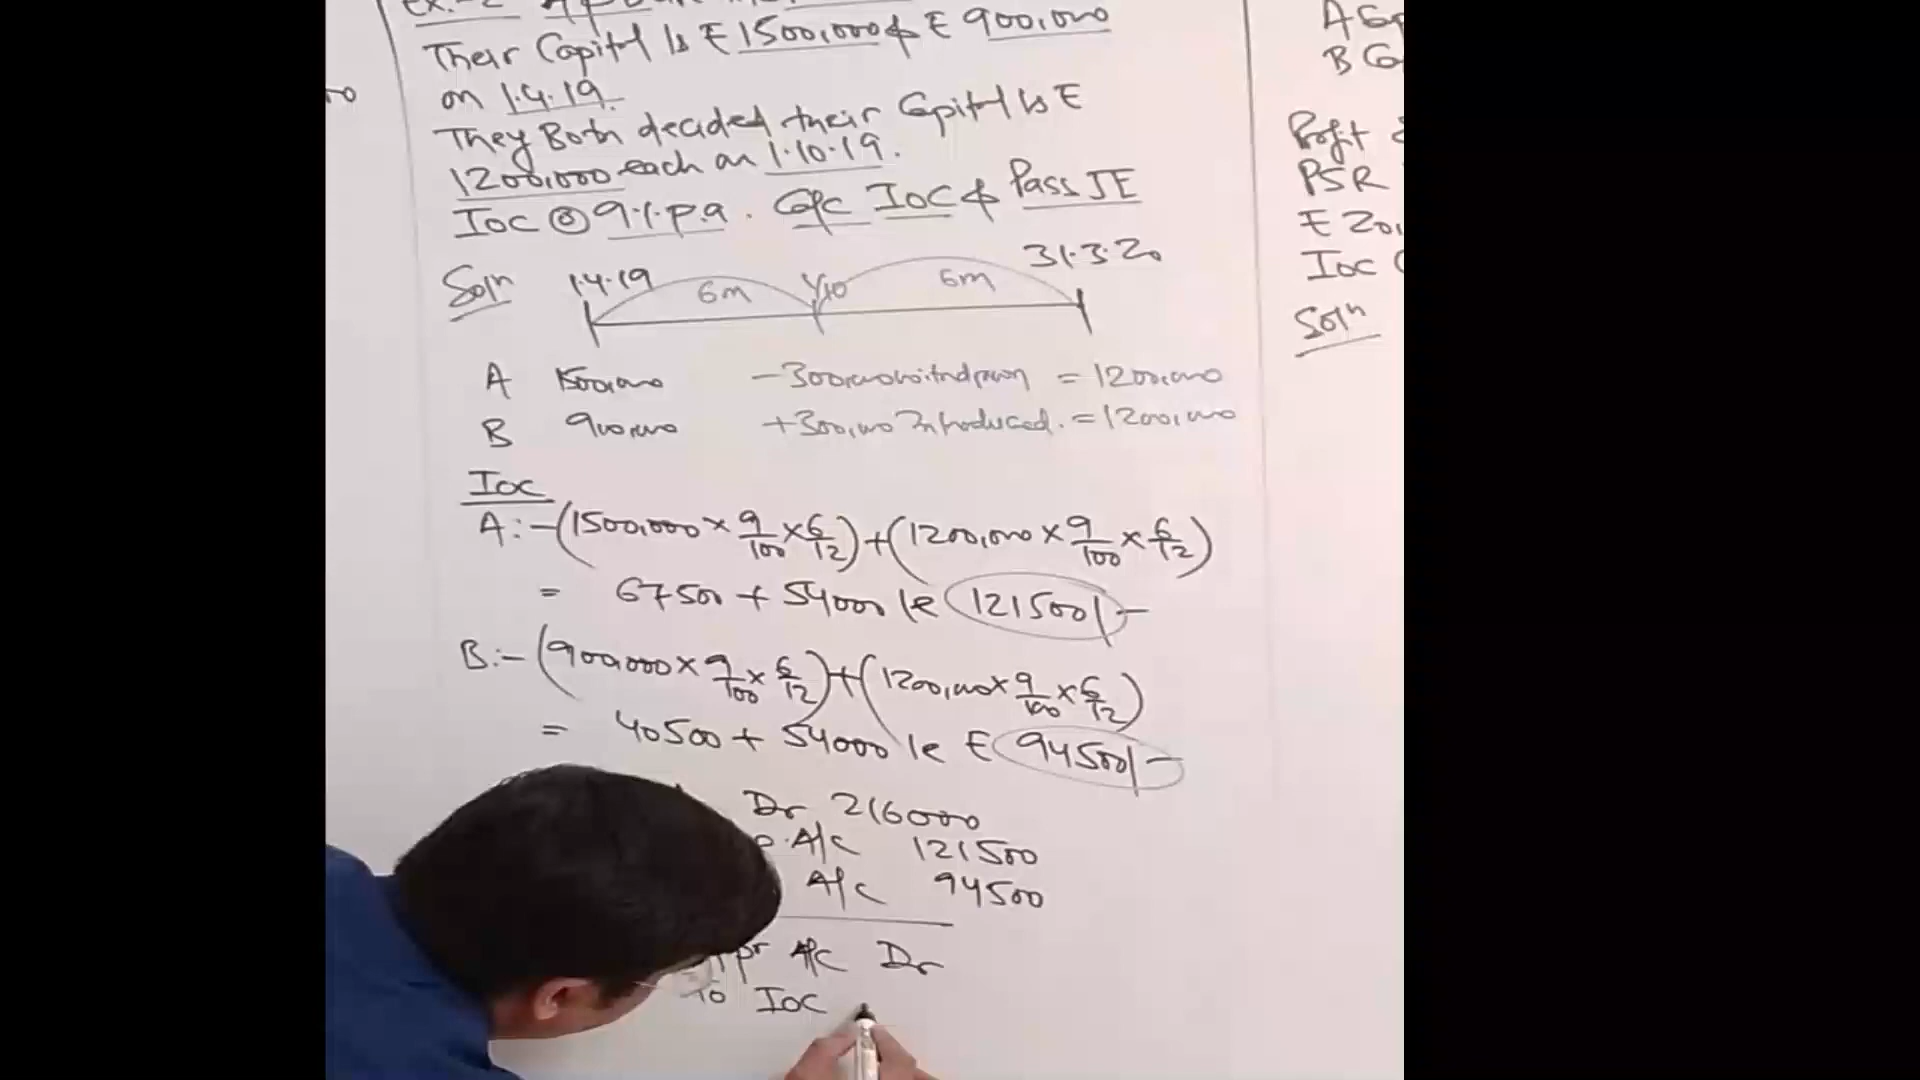 Their Capital Is ₹ 1500,000 & ₹ 900,000
on 1.4.19.
They Both decided their Capital Is ₹
1200,000 each on 1.10.19.
IOC @ 9% p.a. Calc IOC & Pass JE
Soln 1.4.19 6m 1/10 6m 31.3.20
A 1500,000 - 300,000 withdrawn = 1200,000
B 900,000 + 300,000 Introduced. = 1200,000
IOC
A:- (1500,000 × 9/100 × 6/12) + (1200,000 × 9/100 × 6/12)
= 67500 + 54000 ie 121500/-
B:- (900,000 × 9/100 × 6/12) + (1200,000 × 9/100 × 6/12)
= 40500 + 54000 ie ₹ 94500/-
Dr 216000
A/c 121500
A/c 94500
A/c Dr
To IOC
Profit
PSR
₹ 20,
IOC
Soln